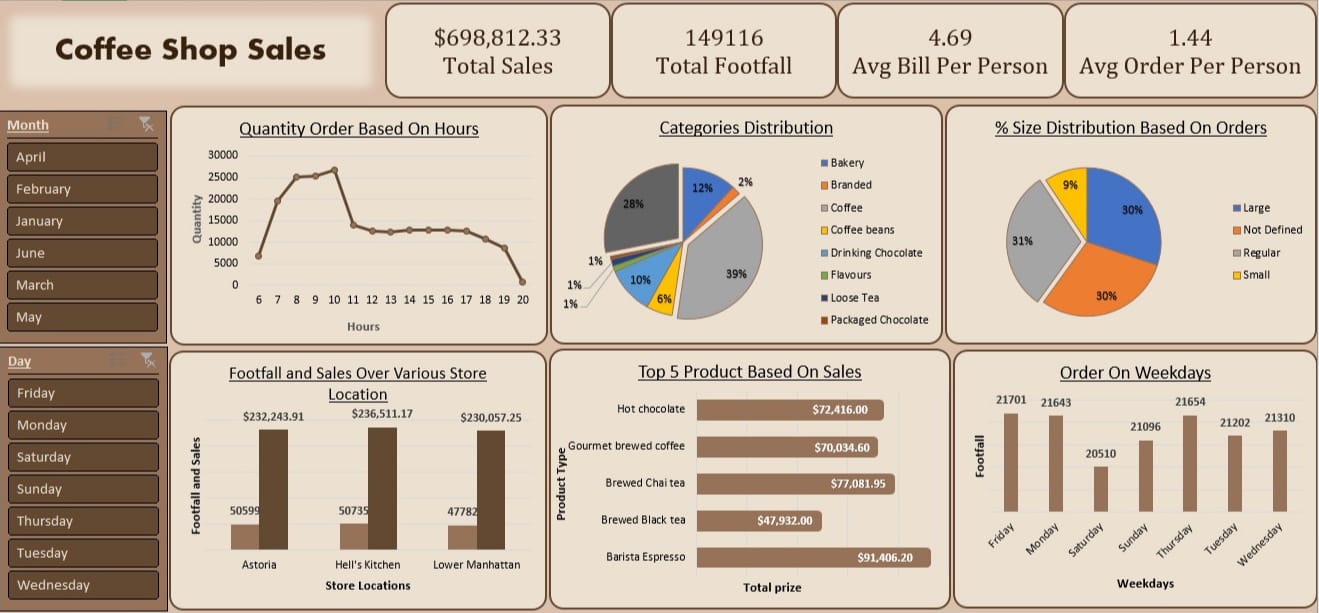 Coffee Shop Sales
$698,812.33
Total Sales
149116
Total Footfall
4.69
Avg Bill Per Person
1.44
Avg Order Per Person
Month
April
February
January
June
March
May
Day
Friday
Monday
Saturday
Sunday
Thursday
Tuesday
Wednesday
Quantity Order Based On Hours
Quantity
30000
25000
20000
15000
10000
5000
0
6 7 8 9 10 11 12 13 14 15 16 17 18 19 20
Hours
Categories Distribution
12%
2%
39%
6%
10%
1%
1%
1%
28%
Bakery
Branded
Coffee
Coffee beans
Drinking Chocolate
Flavours
Loose Tea
Packaged Chocolate
% Size Distribution Based On Orders
30%
30%
31%
9%
Large
Not Defined
Regular
Small
Footfall and Sales Over Various Store
Location
Footfall and Sales
$232,243.91
$236,511.17
$230,057.25
50599
50735
47782
Astoria
Hell's Kitchen
Lower Manhattan
Store Locations
Top 5 Product Based On Sales
Product Type
Hot chocolate
$72,416.00
Gourmet brewed coffee
$70,034.60
Brewed Chai tea
$77,081.95
Brewed Black tea
$47,932.00
Barista Espresso
$91,406.20
Total prize
Order On Weekdays
Footfall
21701
21643
20510
21096
21654
21202
21310
Friday
Monday
Saturday
Sunday
Thursday
Tuesday
Wednesday
Weekdays